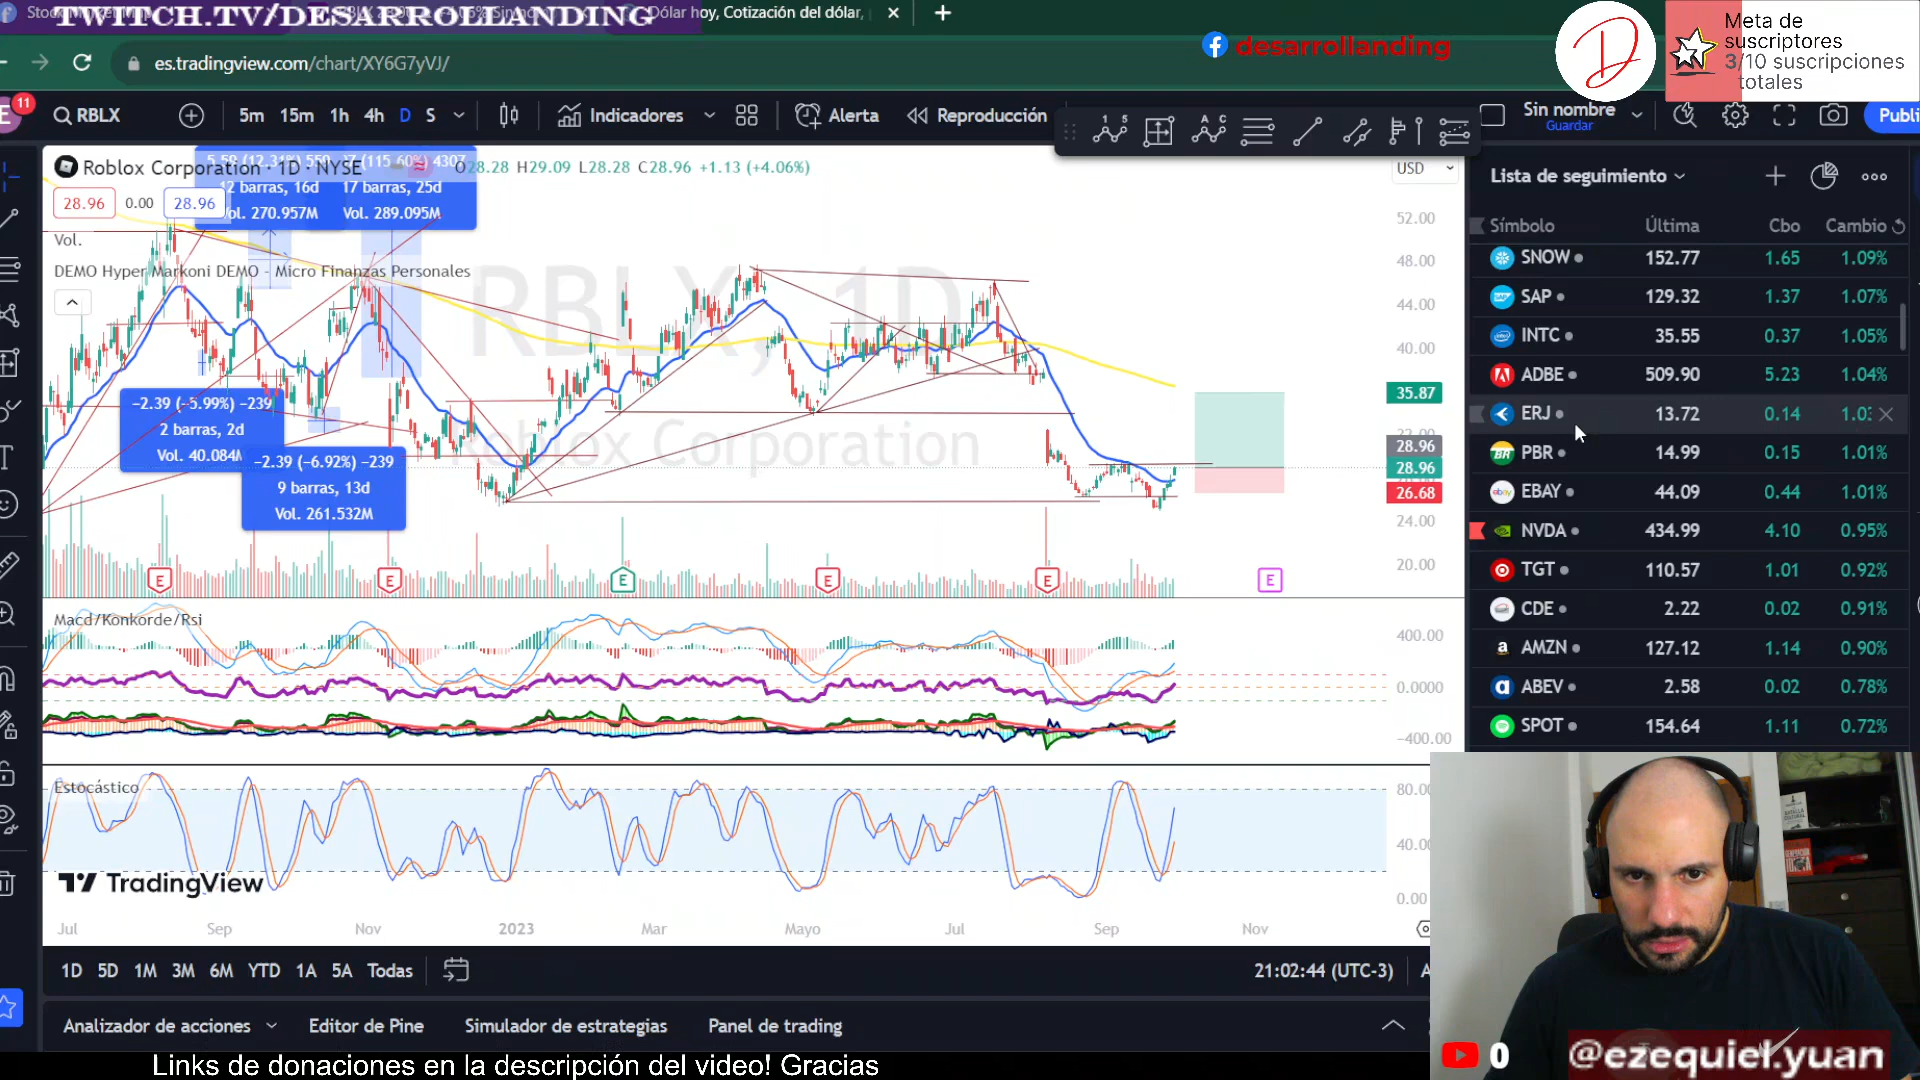 TWITCH.TV/DESARROLLANDING
Dólar hoy, Cotización del dólar,
desarrollanding
Meta de
suscriptores
3/10 suscripciones
totales
es.tradingview.com/chart/XY6G7yVJ/
11
RBLX
5m 15m 1h 4h D S
Indicadores
Alerta
Reproducción
Sin nombre
Guardar
Publi
Roblox Corporation · 1D · NYSE
O28.28 H29.09 L28.28 C28.96 +1.13 (+4.06%)
USD
28.96 0.00 28.96
12 barras, 16d
Vol. 270.957M
17 barras, 25d
Vol. 289.095M
Vol.
DEMO Hyper Markoni DEMO - Micro Finanzas Personales
RBLX, 1D
Roblox Corporation
−2.39 (−5.99%) −239
2 barras, 2d
Vol. 40.084M
−2.39 (−6.92%) −239
9 barras, 13d
Vol. 261.532M
52.00
48.00
44.00
40.00
35.87
28.96
28.96
26.68
24.00
20.00
E E E E E E
Macd/Konkorde/Rsi
400.00
0.0000
−400.00
Estocástico
80.00
40.00
0.00
TradingView
Jul Sep Nov 2023 Mar Mayo Jul Sep Nov
1D 5D 1M 3M 6M YTD 1A 5A Todas
21:02:44 (UTC-3)
Analizador de acciones
Editor de Pine
Simulador de estrategias
Panel de trading
Lista de seguimiento
Símbolo Última Cbo Cambio
SNOW 152.77 1.65 1.09%
SAP 129.32 1.37 1.07%
INTC 35.55 0.37 1.05%
ADBE 509.90 5.23 1.04%
ERJ 13.72 0.14
PBR 14.99 0.15 1.01%
EBAY 44.09 0.44 1.01%
NVDA 434.99 4.10 0.95%
TGT 110.57 1.01 0.92%
CDE 2.22 0.02 0.91%
AMZN 127.12 1.14 0.90%
ABEV 2.58 0.02 0.78%
SPOT 154.64 1.11 0.72%
Links de donaciones en la descripción del video! Gracias
0
@ezequiel.yuan